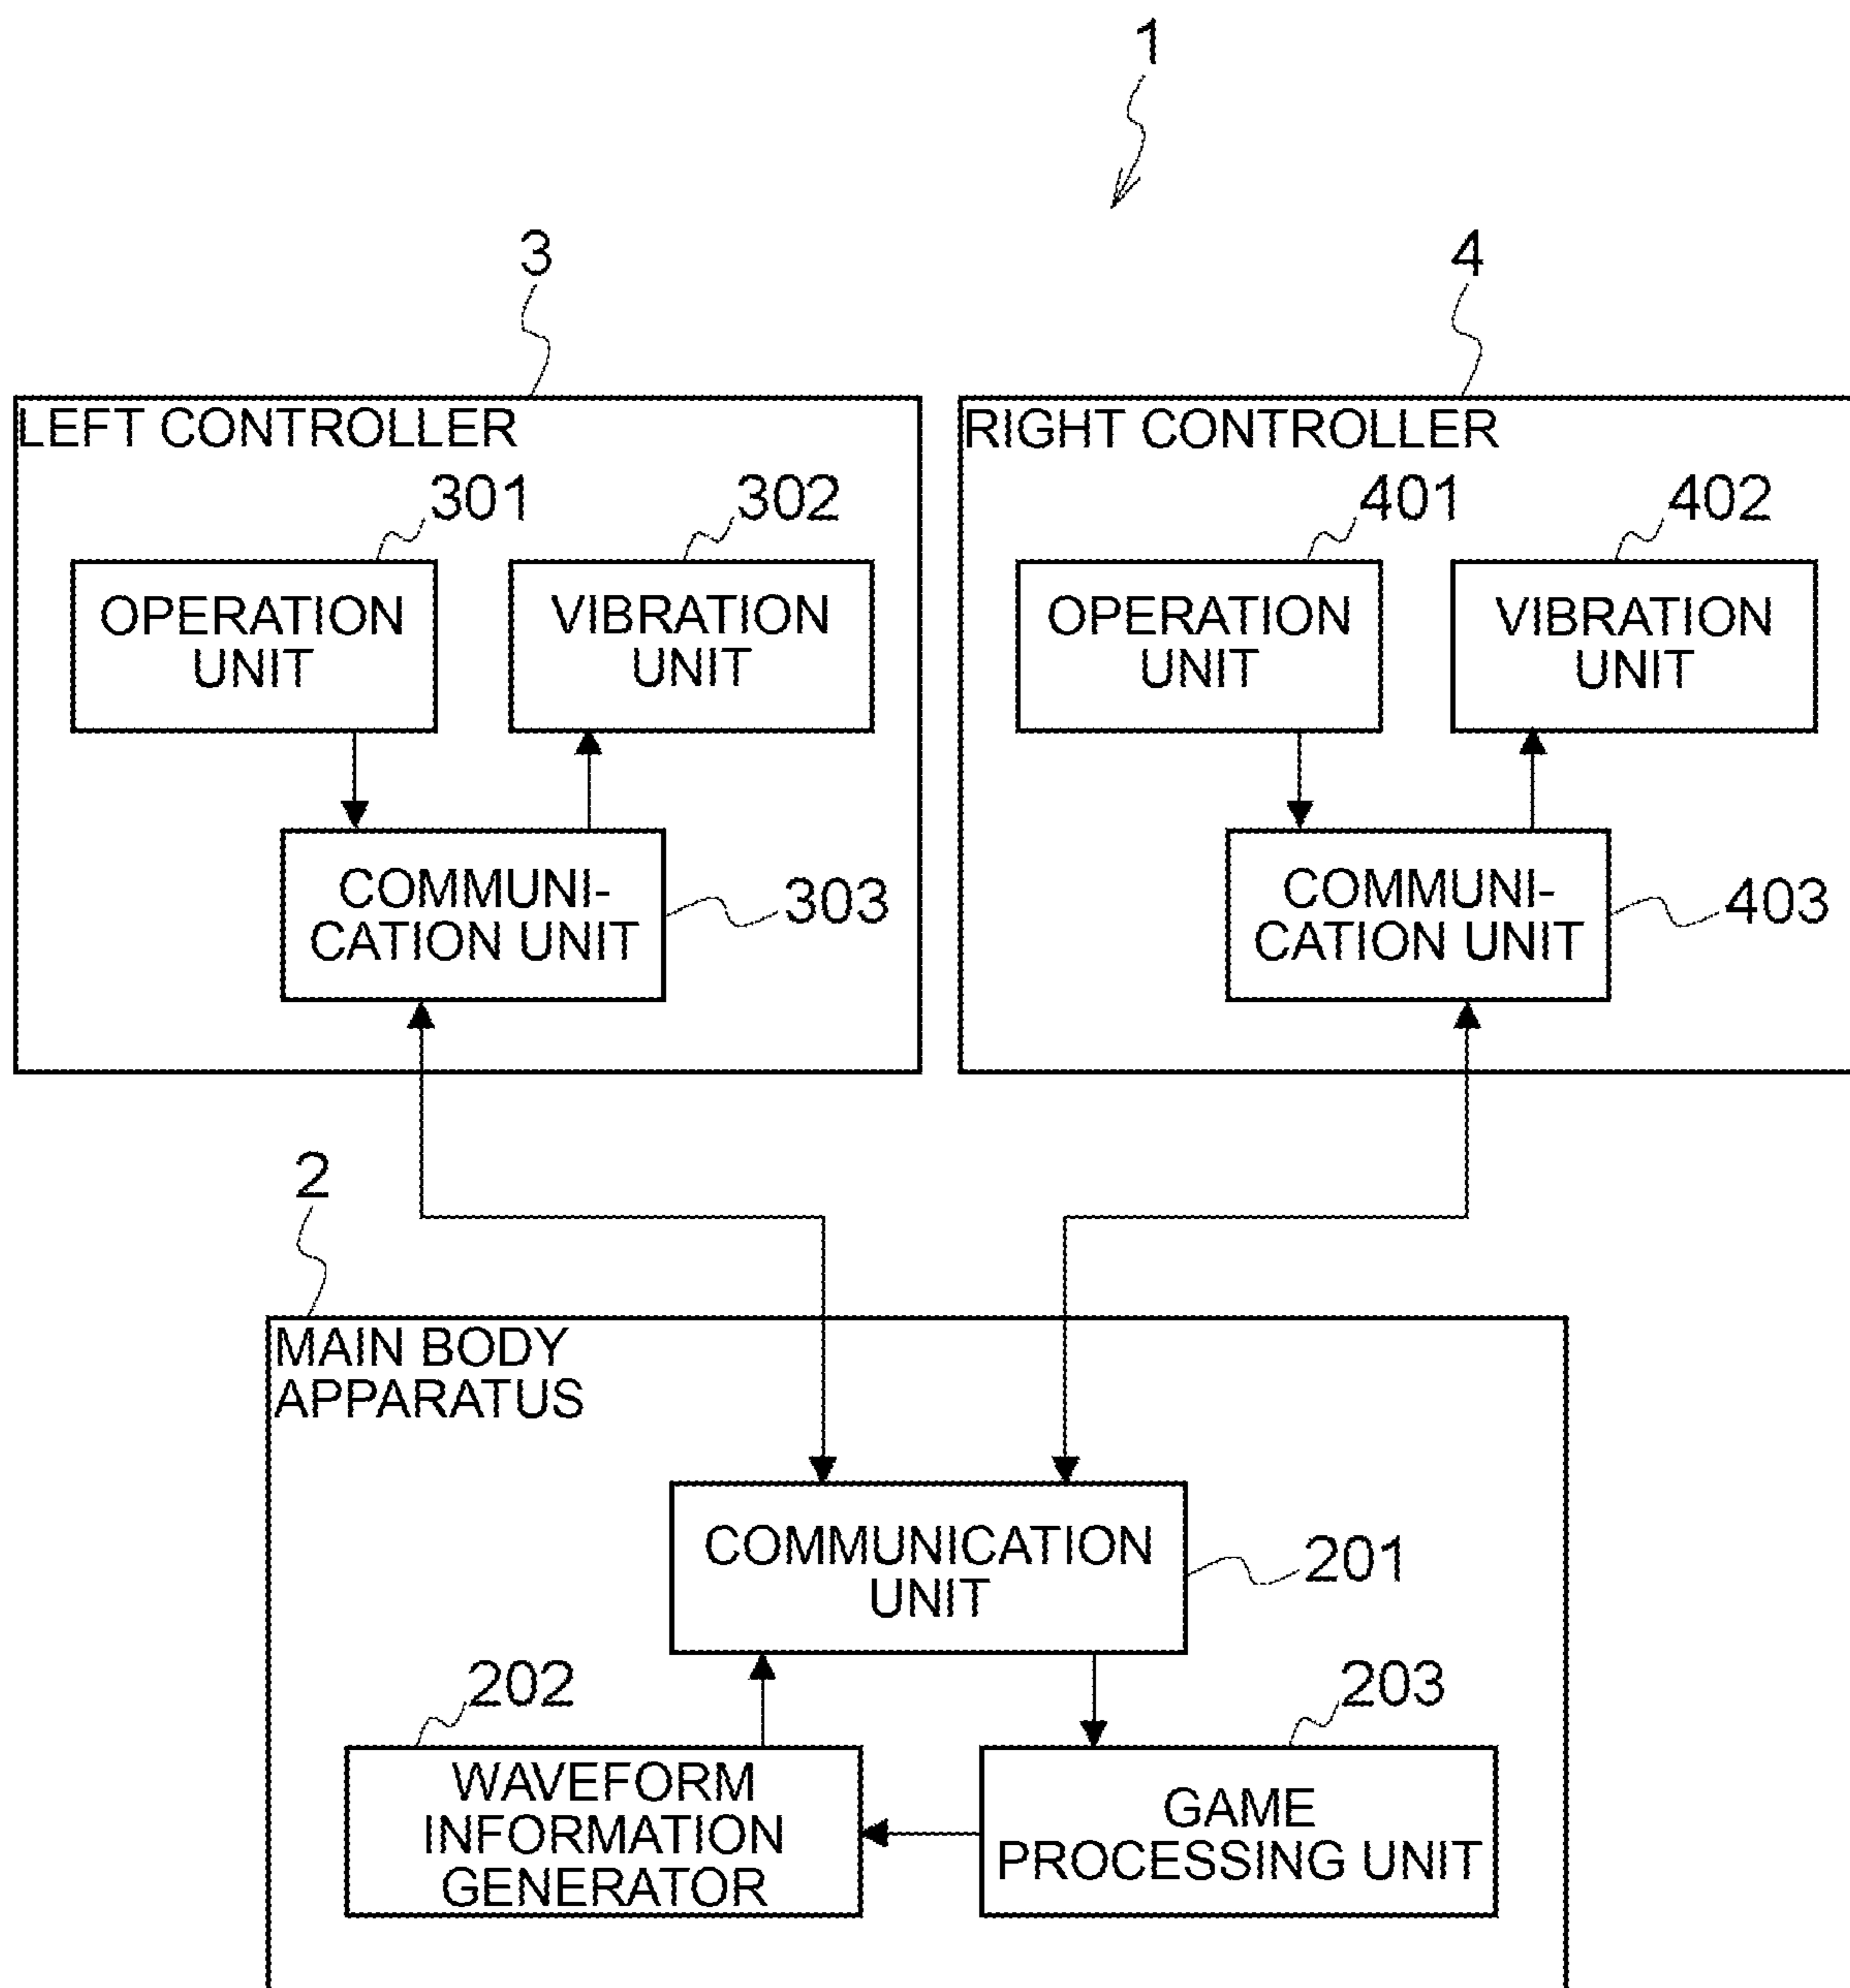 1
3
4
LEFT CONTROLLER
RIGHT CONTROLLER
301
302
401
402
OPERATION
UNIT
VIBRATION
UNIT
OPERATION
UNIT
VIBRATION
UNIT
COMMUNI-
CATION UNIT
303
COMMUNI-
CATION UNIT
403
2
MAIN BODY
APPARATUS
COMMUNICATION
UNIT
201
202
203
WAVEFORM
INFORMATION
GENERATOR
GAME
PROCESSING UNIT